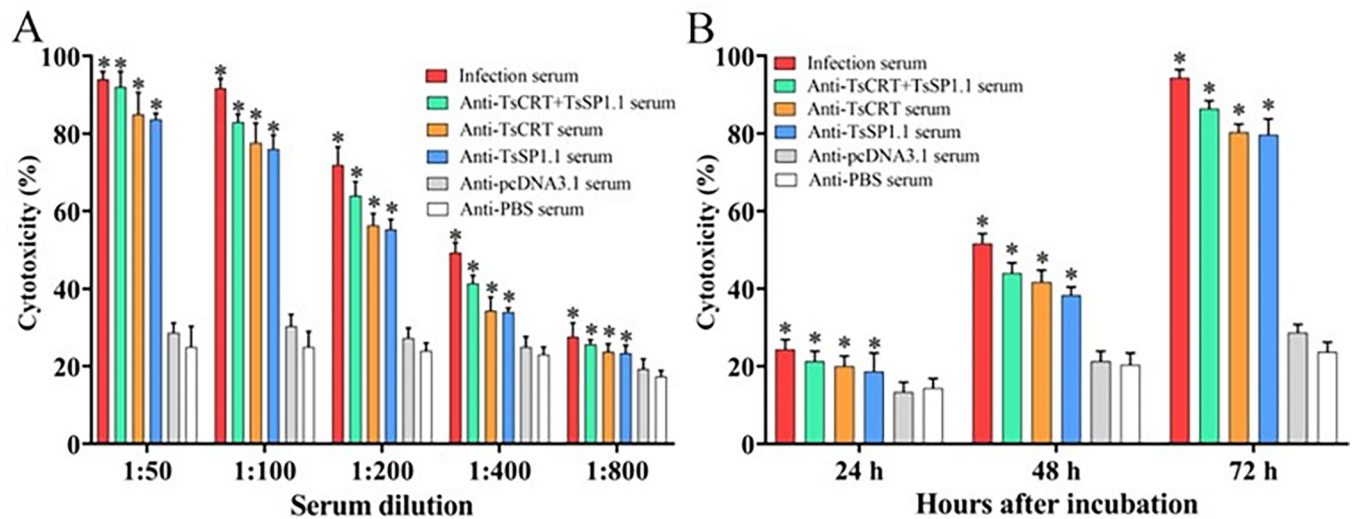 A
Cytotoxicity (%)
100
80
60
40
20
0
* * * *
* * * *
* * * *
* * * *
* * * *
Infection serum
Anti-TsCRT+TsSP1.1 serum
Anti-TsCRT serum
Anti-TsSP1.1 serum
Anti-pcDNA3.1 serum
Anti-PBS serum
1:50 1:100 1:200 1:400 1:800
Serum dilution
B
Cytotoxicity (%)
100
80
60
40
20
0
Infection serum
Anti-TsCRT+TsSP1.1 serum
Anti-TsCRT serum
Anti-TsSP1.1 serum
Anti-pcDNA3.1 serum
Anti-PBS serum
* * * *
* * * *
* * * *
24 h 48 h 72 h
Hours after incubation